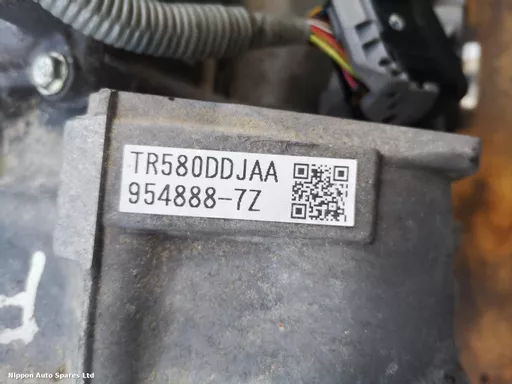 TR580DDJAA
954888-7Z
Nippon Auto Spares Ltd